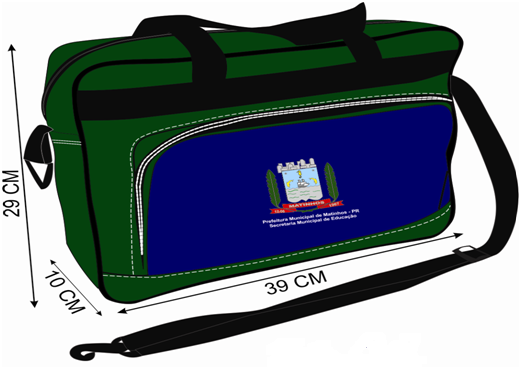 29 CM
MATINHOS
Prefeitura Municipal de Matinhos - PR
Secretaria Municipal de Educação
10 CM
39 CM